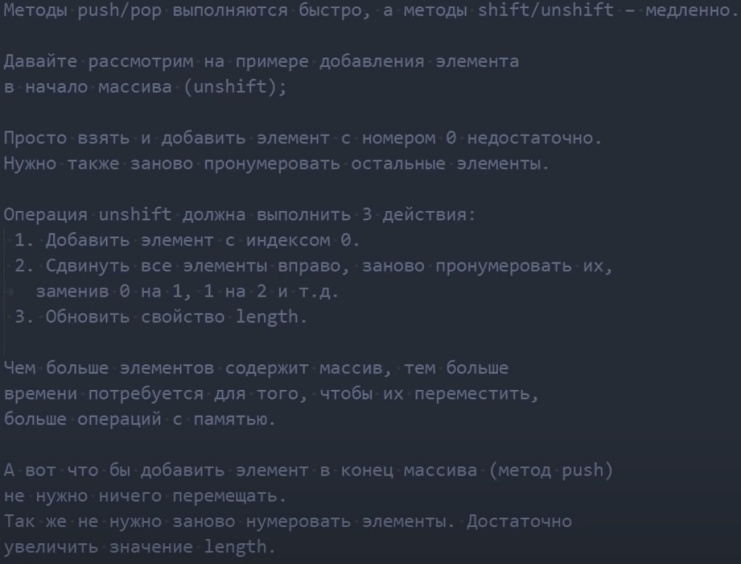 Методы push/pop выполняются быстро, а методы shift/unshift – медленно.
Давайте рассмотрим на примере добавления элемента
в начало массива (unshift);
Просто взять и добавить элемент с номером 0 недостаточно.
Нужно также заново пронумеровать остальные элементы.
Операция unshift должна выполнить 3 действия:
1. Добавить элемент с индексом 0.
2. Сдвинуть все элементы вправо, заново пронумеровать их,
заменив 0 на 1, 1 на 2 и т.д.
3. Обновить свойство length.
Чем больше элементов содержит массив, тем больше
времени потребуется для того, чтобы их переместить,
больше операций с памятью.
А вот что бы добавить элемент в конец массива (метод push)
не нужно ничего перемещать.
Так же не нужно заново нумеровать элементы. Достаточно
увеличить значение length.